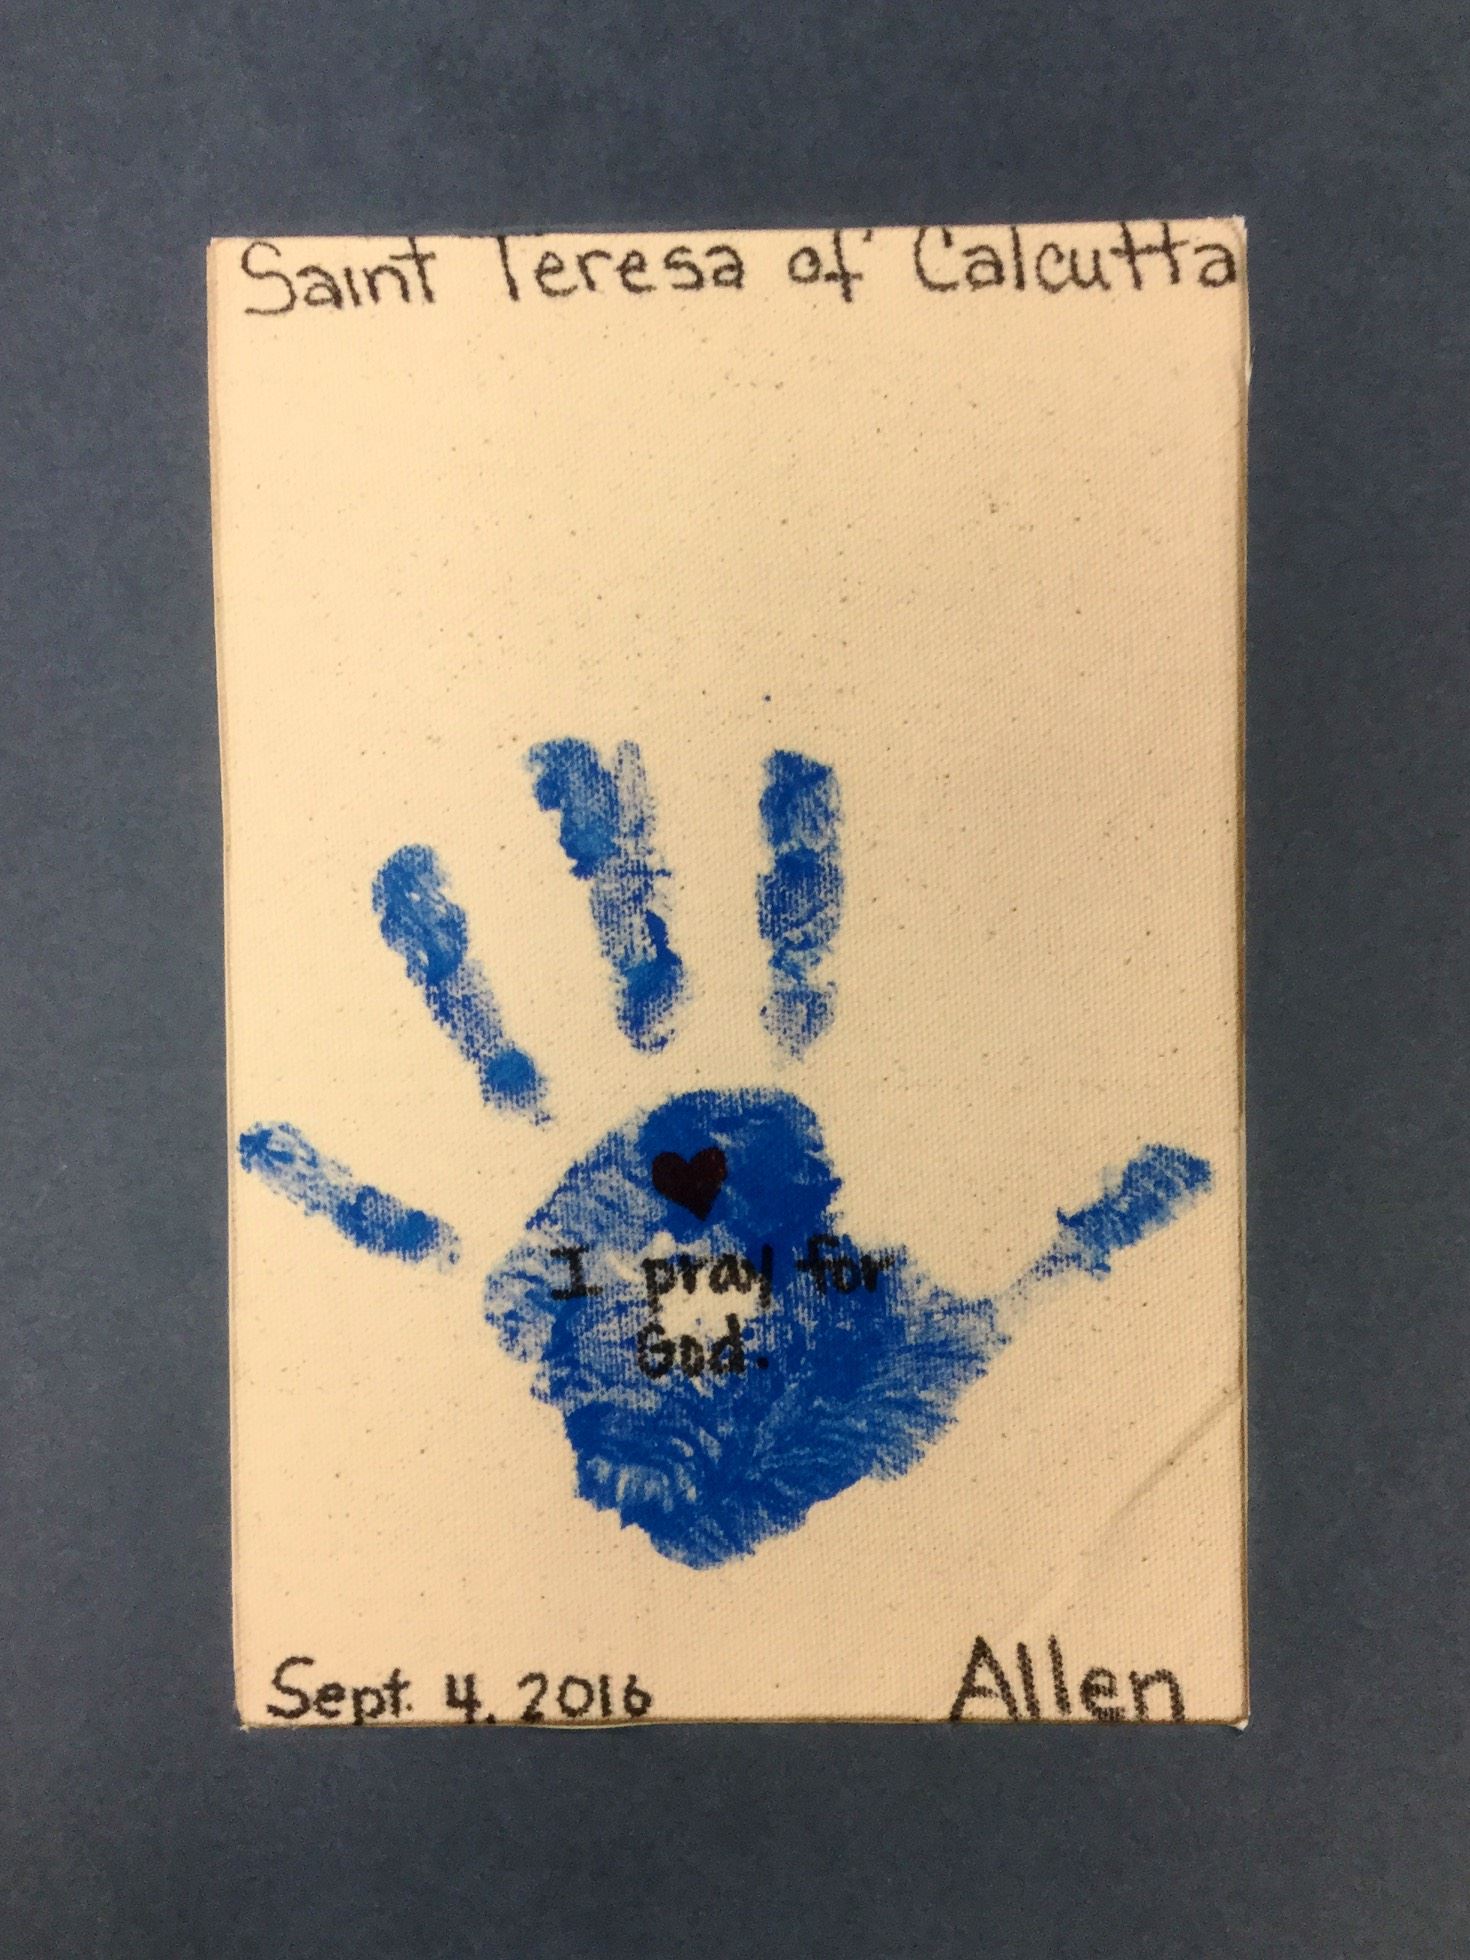 Saint Teresa of Calcutta
I pray for
God.
Sept. 4, 2016
Allen